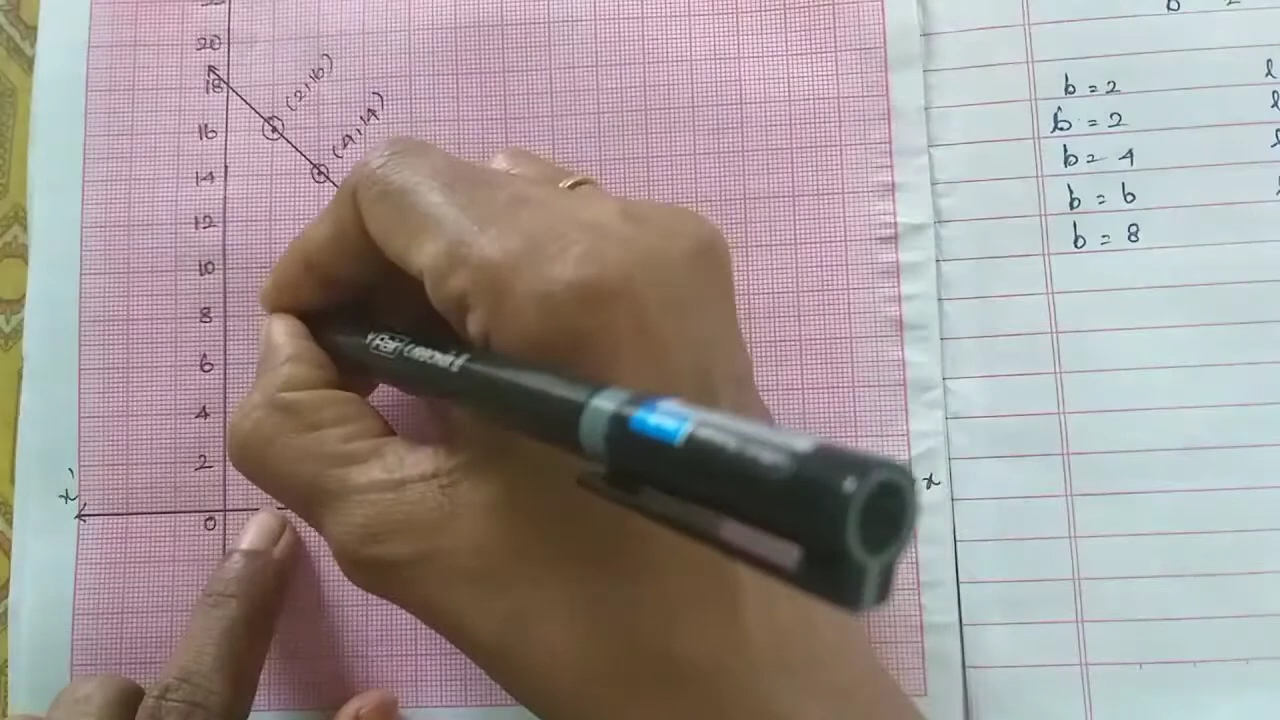 20
18
(2,16)
16
(4,14)
14
12
10
8
6
4
2
x'
0
x
b = 2
b = 2
b = 4
b = 6
b = 8
Flair